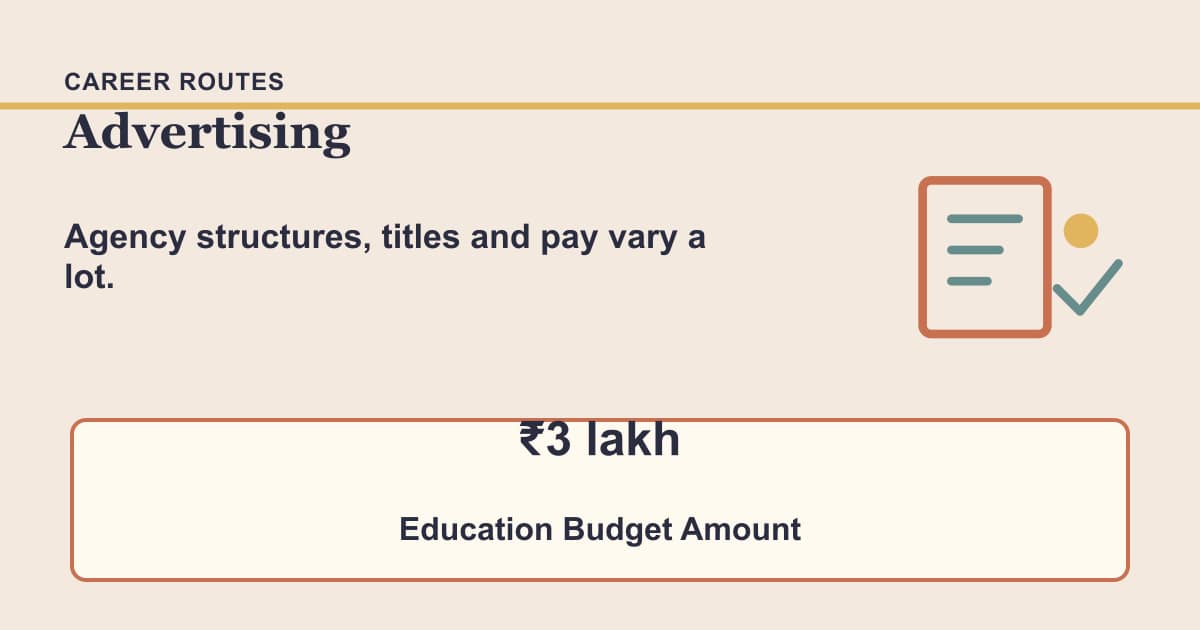 CAREER ROUTES
Advertising
Agency structures, titles and pay vary a
lot.
₹3 lakh
Education Budget Amount